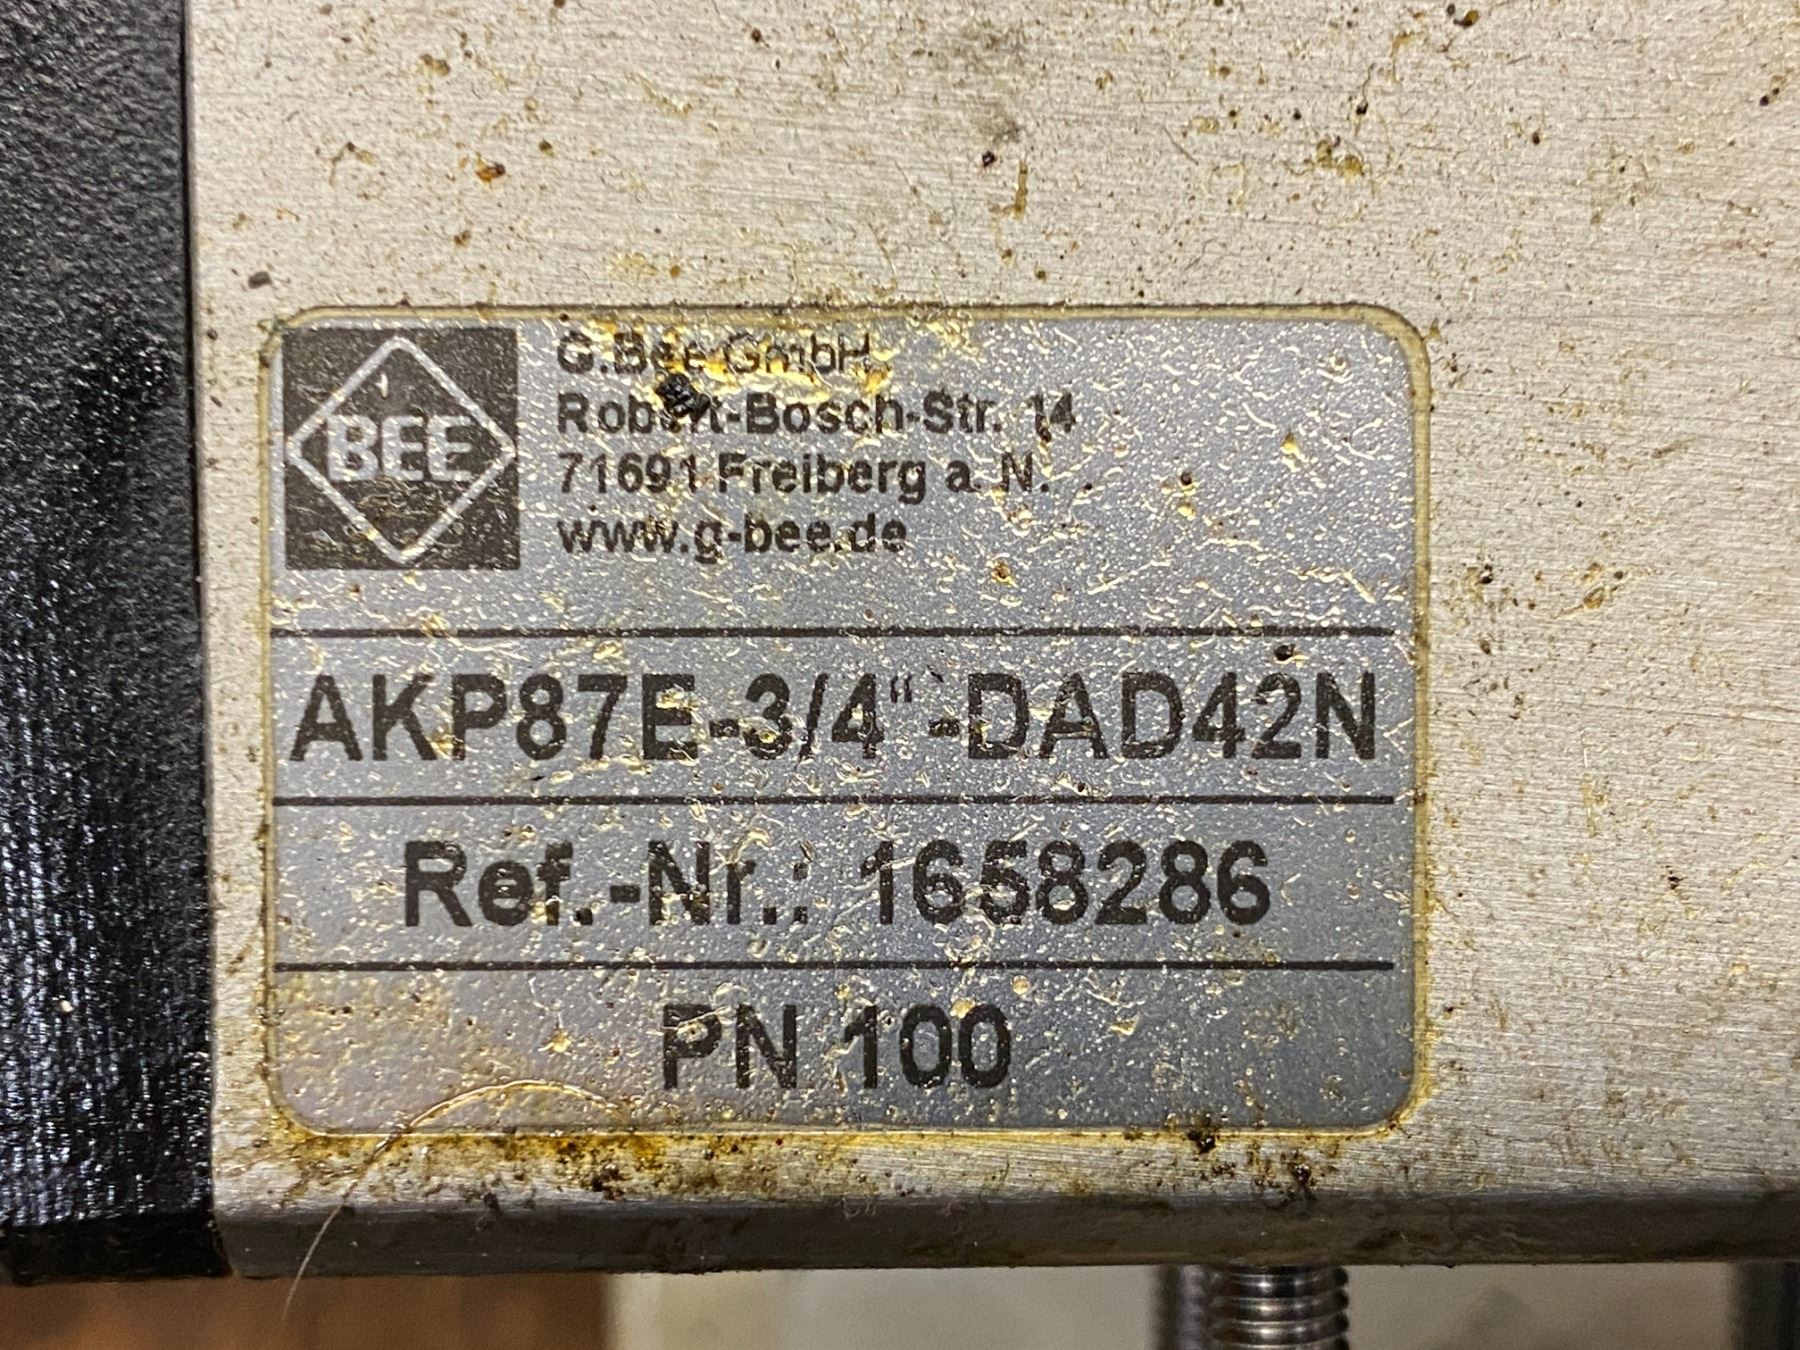 BEE
G.Bee GmbH
Robert-Bosch-Str. 14
71691 Freiberg a. N.
www.g-bee.de
AKP87E-3/4“-DAD42N
Ref.-Nr.: 1658286
PN 100